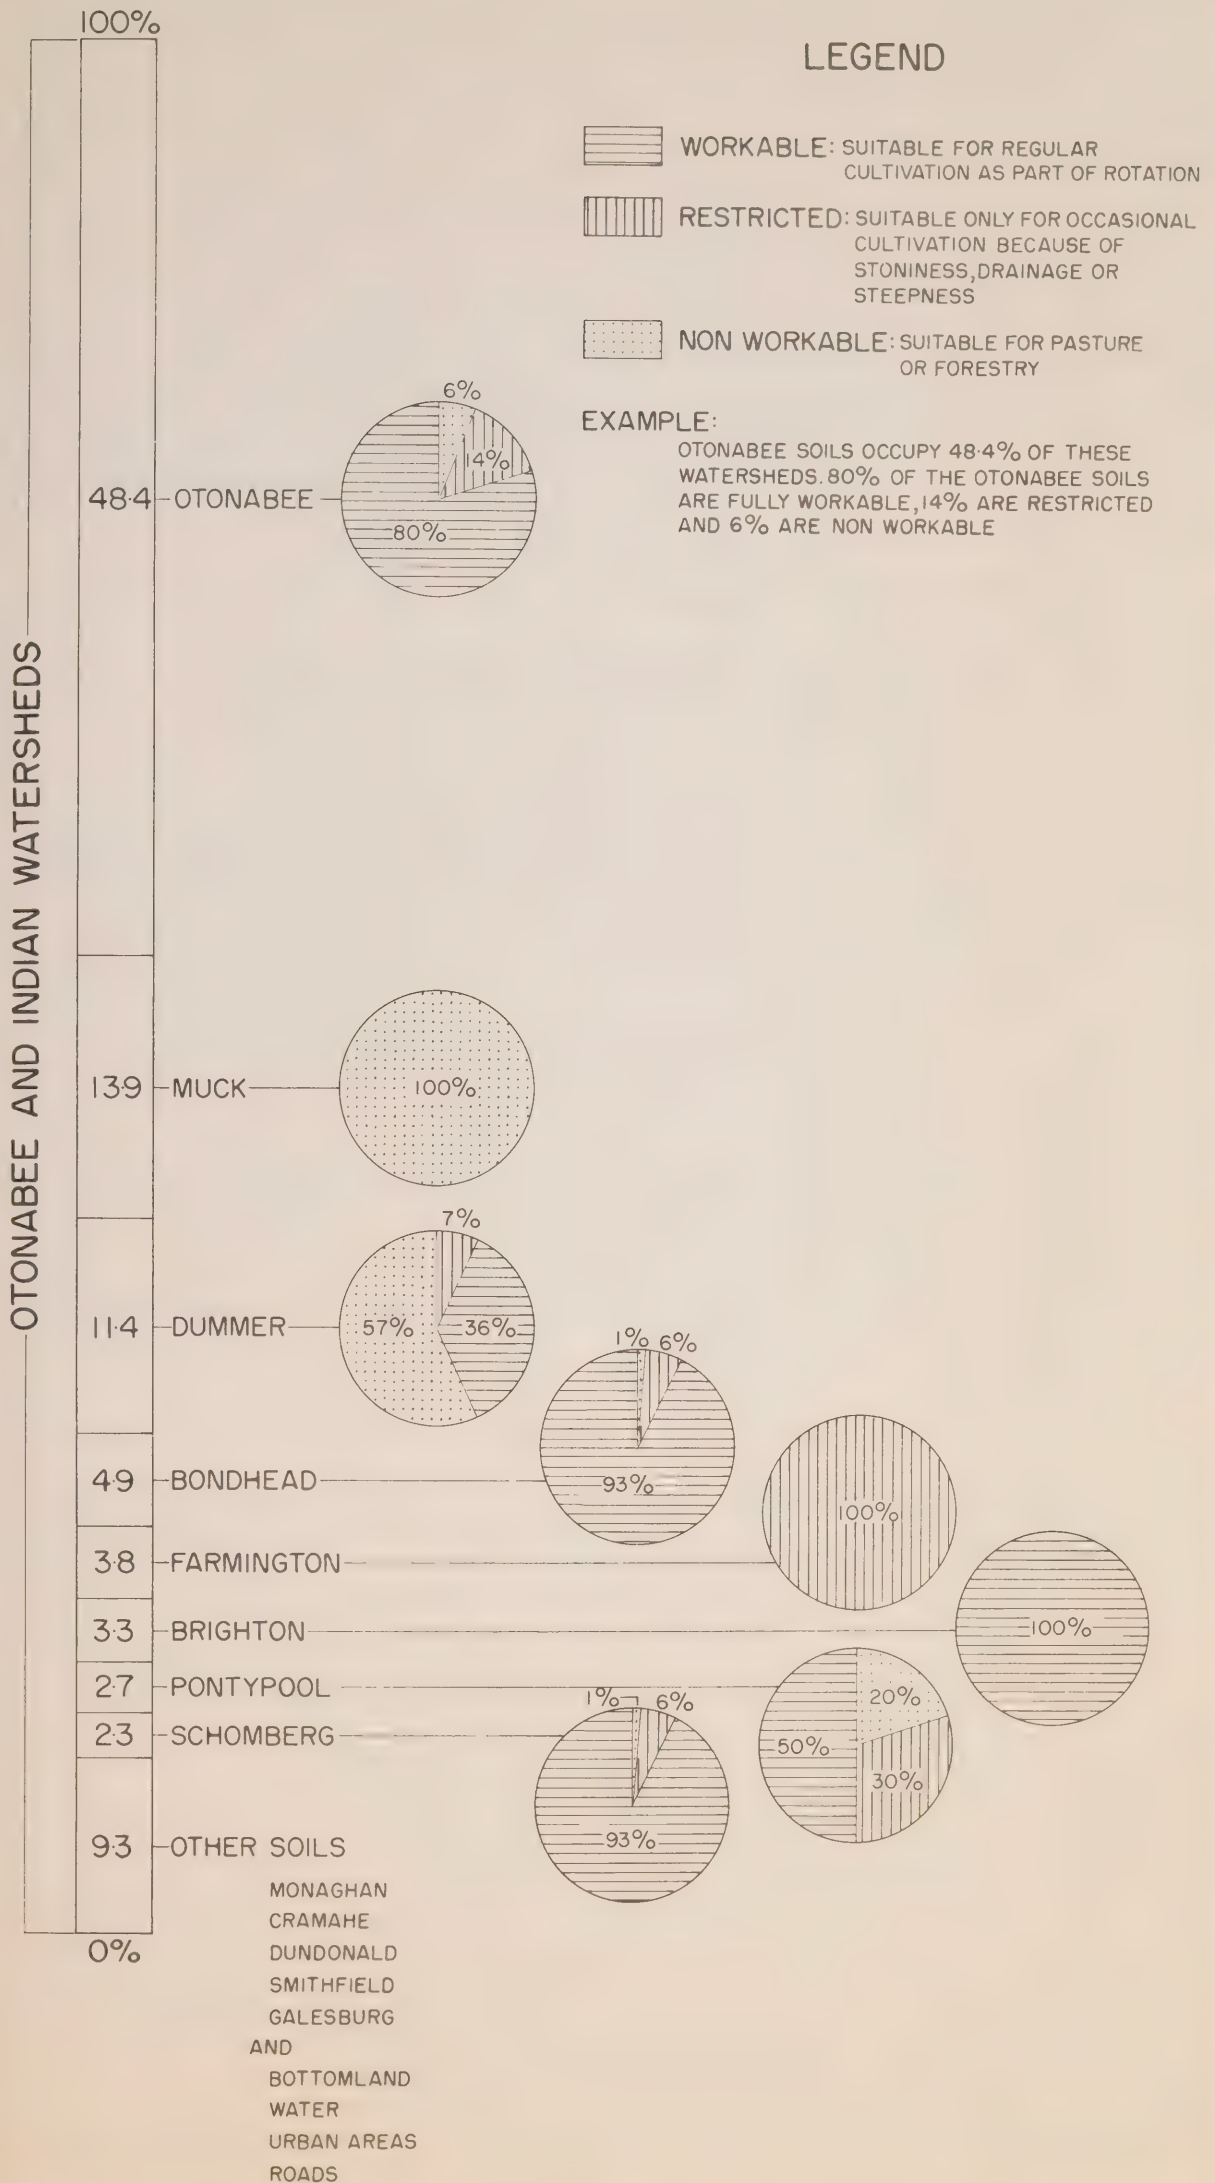 100%
LEGEND
WORKABLE: SUITABLE FOR REGULAR
CULTIVATION AS PART OF ROTATION
RESTRICTED: SUITABLE ONLY FOR OCCASIONAL
CULTIVATION BECAUSE OF
STONINESS, DRAINAGE OR
STEEPNESS
NON WORKABLE: SUITABLE FOR PASTURE
OR FORESTRY
EXAMPLE:
OTONABEE SOILS OCCUPY 48·4% OF THESE
WATERSHEDS. 80% OF THE OTONABEE SOILS
ARE FULLY WORKABLE, 14% ARE RESTRICTED
AND 6% ARE NON WORKABLE
OTONABEE AND INDIAN WATERSHEDS
48·4 OTONABEE
6%
14%
80%
13·9 MUCK
100%
11·4 DUMMER
7%
57%
36%
4·9 BONDHEAD
1% 6%
93%
3·8 FARMINGTON
100%
3·3 BRIGHTON
100%
2·7 PONTYPOOL
20%
50%
30%
2·3 SCHOMBERG
1% 6%
93%
9·3 OTHER SOILS
MONAGHAN
CRAMAHE
DUNDONALD
SMITHFIELD
GALESBURG
AND
BOTTOMLAND
WATER
URBAN AREAS
ROADS
0%